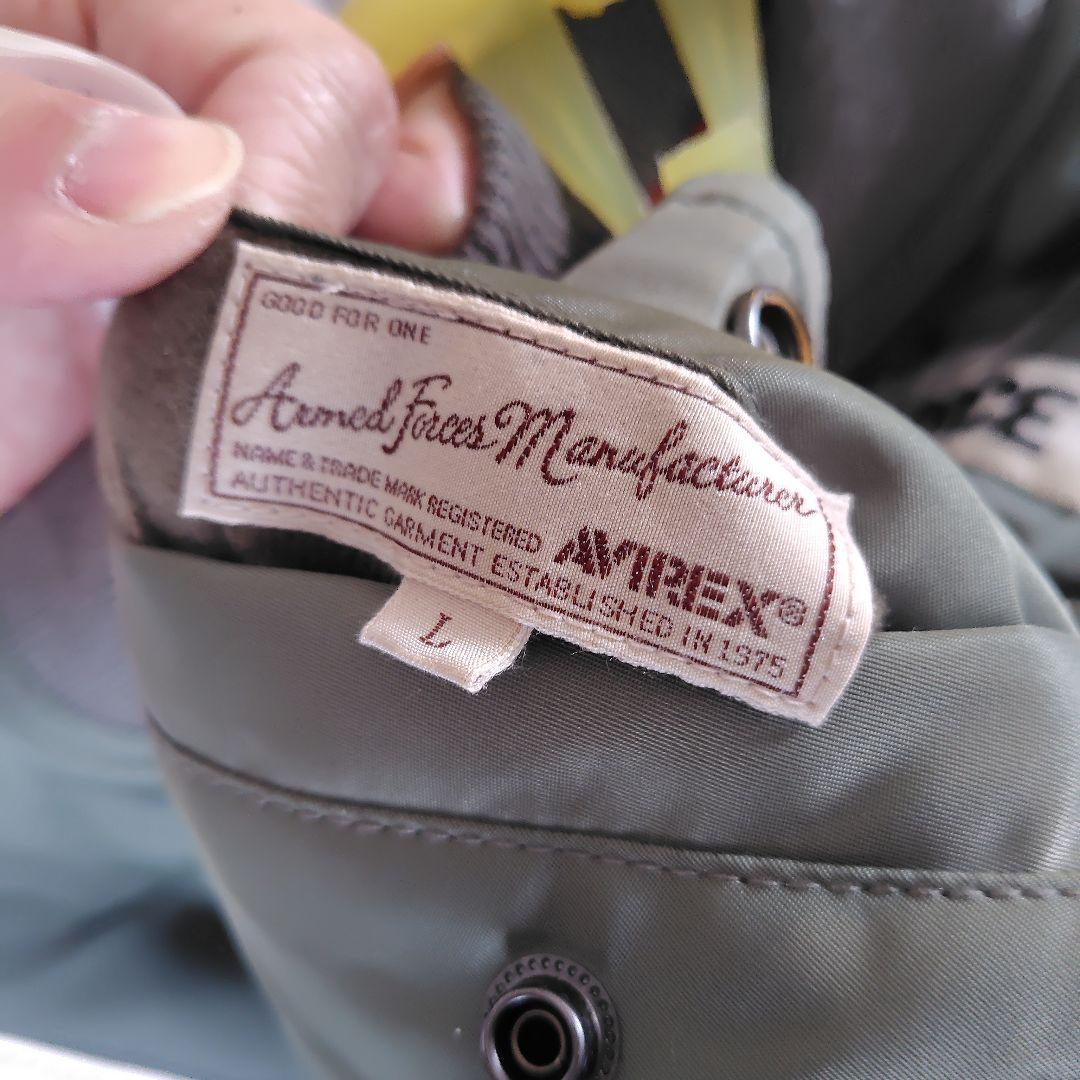 GOOD FOR ONE
Armed Forces Manufacturer
NAME & TRADE MARK REGISTERED
AVIREX®
AUTHENTIC GARMENT ESTABLISHED IN 1975
L